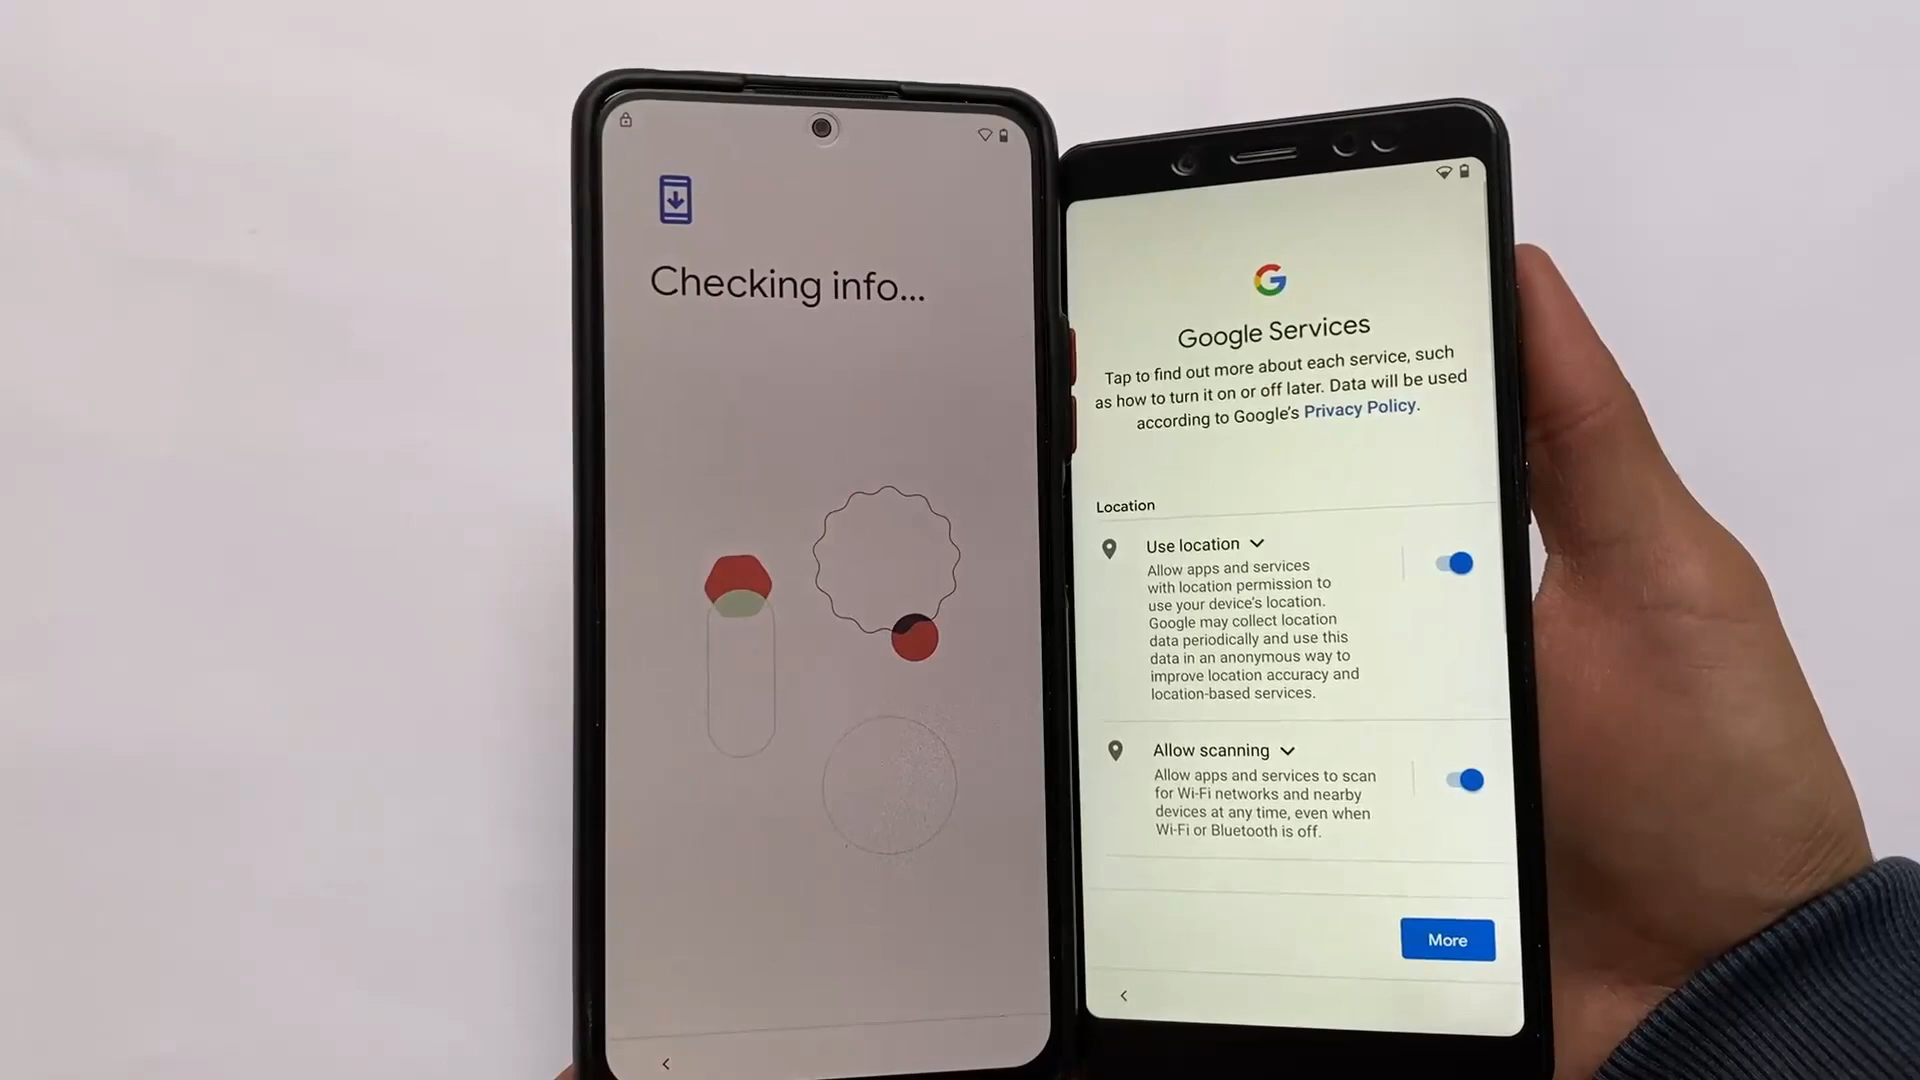 Checking info...
Google Services
Tap to find out more about each service, such
as how to turn it on or off later. Data will be used
according to Google's Privacy Policy.
Location
Use location
Allow apps and services
with location permission to
use your device's location.
Google may collect location
data periodically and use this
data in an anonymous way to
improve location accuracy and
location-based services.
Allow scanning
Allow apps and services to scan
for Wi-Fi networks and nearby
devices at any time, even when
Wi-Fi or Bluetooth is off.
More